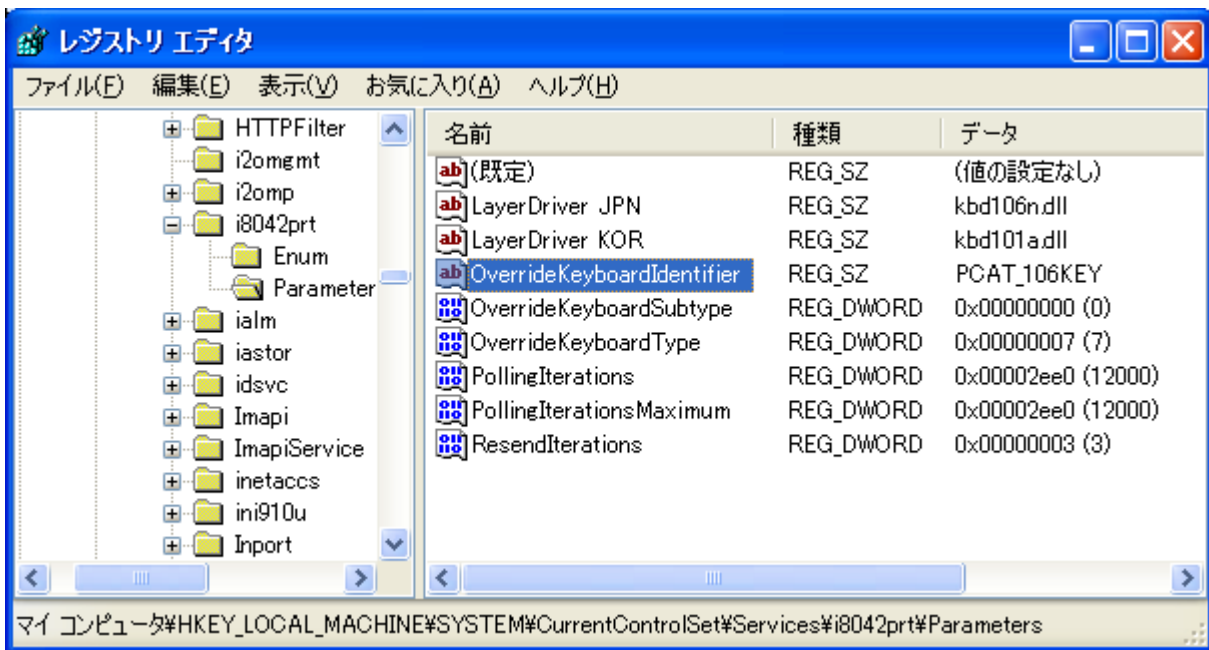 レジストリ エディタ
ファイル(F) 編集(E) 表示(V) お気に入り(A) ヘルプ(H)
HTTPFilter
i2omgmt
i2omp
i8042prt
Enum
Parameter
ialm
iastor
idsvc
Imapi
ImapiService
inetaccs
ini910u
Inport
名前 種類 データ
(既定) REG_SZ (値の設定なし)
LayerDriver JPN REG_SZ kbd106n.dll
LayerDriver KOR REG_SZ kbd101a.dll
OverrideKeyboardIdentifier REG_SZ PCAT_106KEY
OverrideKeyboardSubtype REG_DWORD 0x00000000 (0)
OverrideKeyboardType REG_DWORD 0x00000007 (7)
PollingIterations REG_DWORD 0x00002ee0 (12000)
PollingIterationsMaximum REG_DWORD 0x00002ee0 (12000)
ResendIterations REG_DWORD 0x00000003 (3)
マイ コンピュータ¥HKEY_LOCAL_MACHINE¥SYSTEM¥CurrentControlSet¥Services¥i8042prt¥Parameters